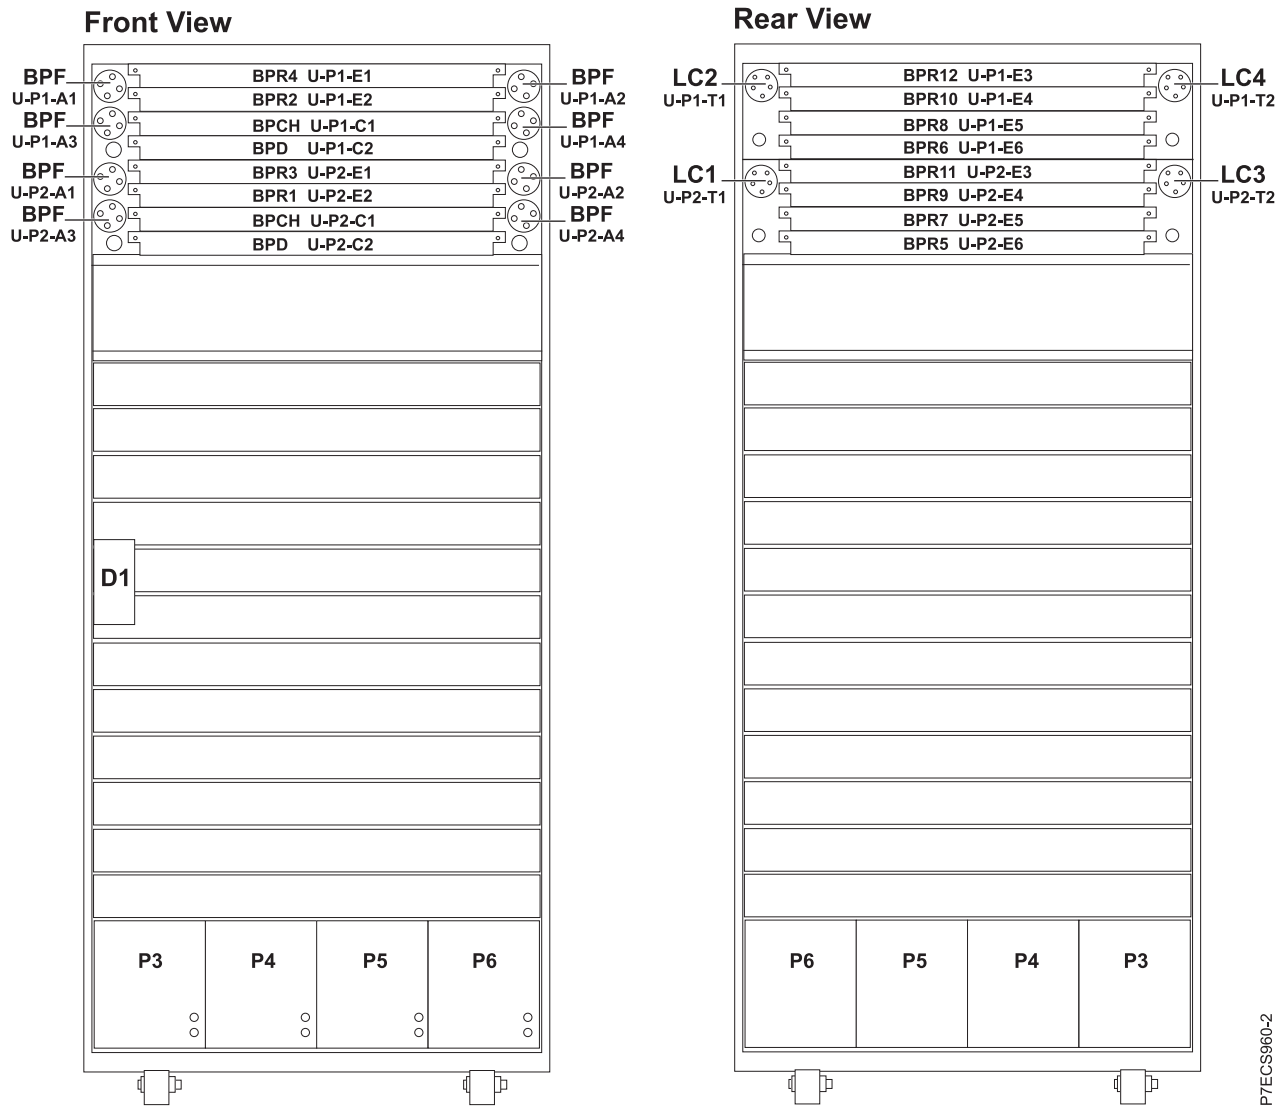 Front View
BPF
U-P1-A1
BPF
U-P1-A3
BPF
U-P2-A1
BPF
U-P2-A3
BPR4 U-P1-E1
BPR2 U-P1-E2
BPCH U-P1-C1
BPD U-P1-C2
BPR3 U-P2-E1
BPR1 U-P2-E2
BPCH U-P2-C1
BPD U-P2-C2
BPF
U-P1-A2
BPF
U-P1-A4
BPF
U-P2-A2
BPF
U-P2-A4
D1
P3 P4 P5 P6
Rear View
LC2
U-P1-T1
LC1
U-P2-T1
BPR12 U-P1-E3
BPR10 U-P1-E4
BPR8 U-P1-E5
BPR6 U-P1-E6
BPR11 U-P2-E3
BPR9 U-P2-E4
BPR7 U-P2-E5
BPR5 U-P2-E6
LC4
U-P1-T2
LC3
U-P2-T2
P6 P5 P4 P3
P7ECS960-2